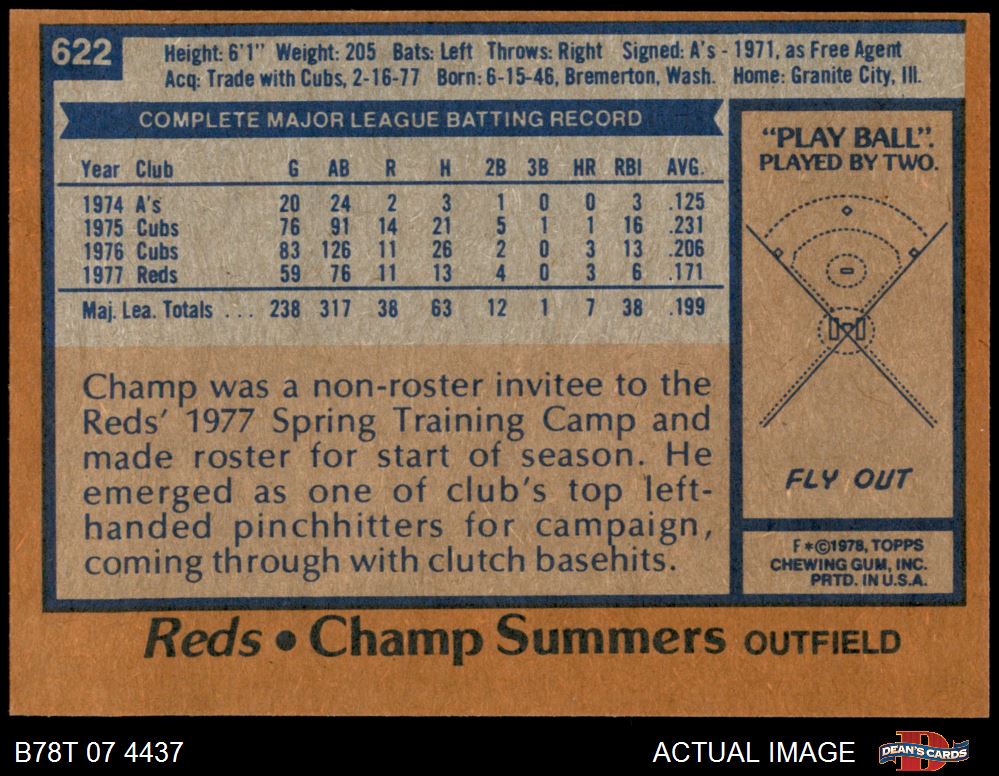 622
Height: 6'1" Weight: 205 Bats: Left Throws: Right Signed: A's - 1971, as Free Agent
Acq: Trade with Cubs, 2-16-77 Born: 6-15-46, Bremerton, Wash. Home: Granite City, Ill.
COMPLETE MAJOR LEAGUE BATTING RECORD
Year Club G AB R H 2B 3B HR RBI AVG.
1974 A's 20 24 2 3 1 0 0 3 .125
1975 Cubs 76 91 14 21 5 1 1 16 .231
1976 Cubs 83 126 11 26 2 0 3 13 .206
1977 Reds 59 76 11 13 4 0 3 6 .171
Maj. Lea. Totals . . . 238 317 38 63 12 1 7 38 .199
Champ was a non-roster invitee to the
Reds' 1977 Spring Training Camp and
made roster for start of season. He
emerged as one of club's top left-
handed pinchhitters for campaign,
coming through with clutch basehits.
"PLAY BALL".
PLAYED BY TWO.
FLY OUT
F*©1978, TOPPS
CHEWING GUM, INC.
PRTD. IN U.S.A.
Reds • Champ Summers OUTFIELD
B78T 07 4437
ACTUAL IMAGE
D
DEAN'S CARDS